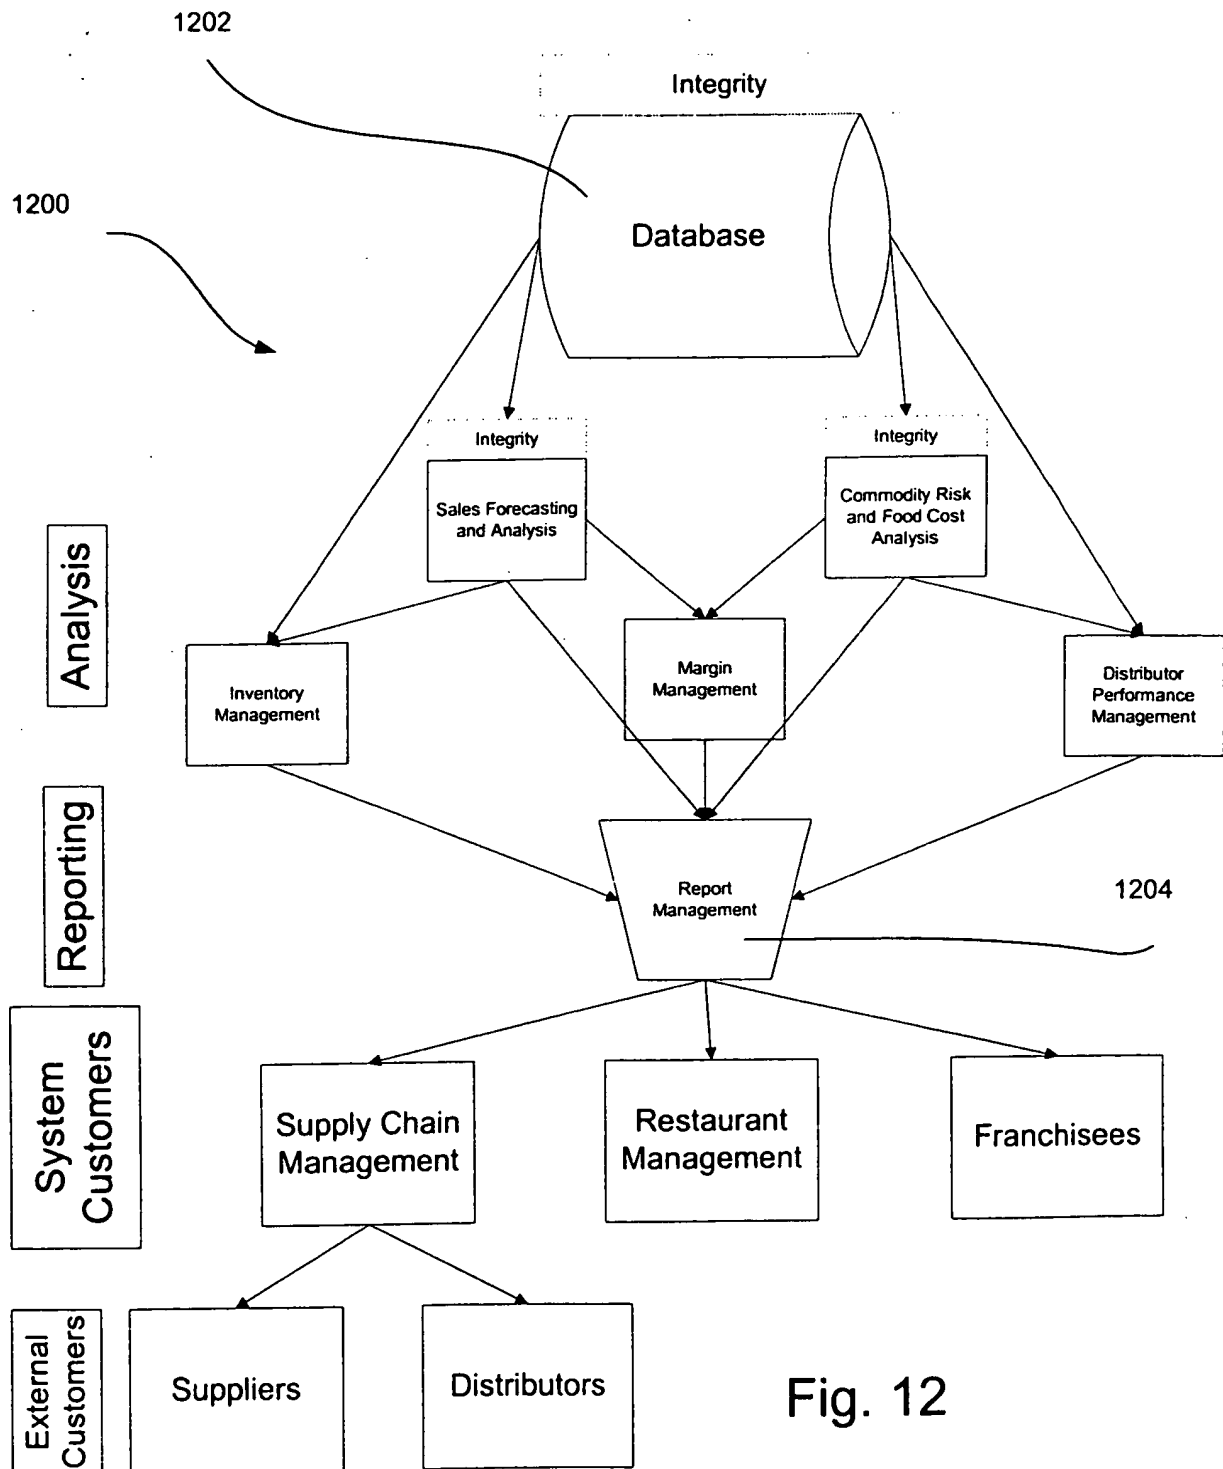 1202
Integrity
1200
Database
Integrity
Integrity
Sales Forecasting
and Analysis
Commodity Risk
and Food Cost
Analysis
Analysis
Inventory
Management
Margin
Management
Distributor
Performance
Management
Reporting
Report
Management
1204
System
Customers
Supply Chain
Management
Restaurant
Management
Franchisees
External
Customers
Suppliers
Distributors
Fig. 12